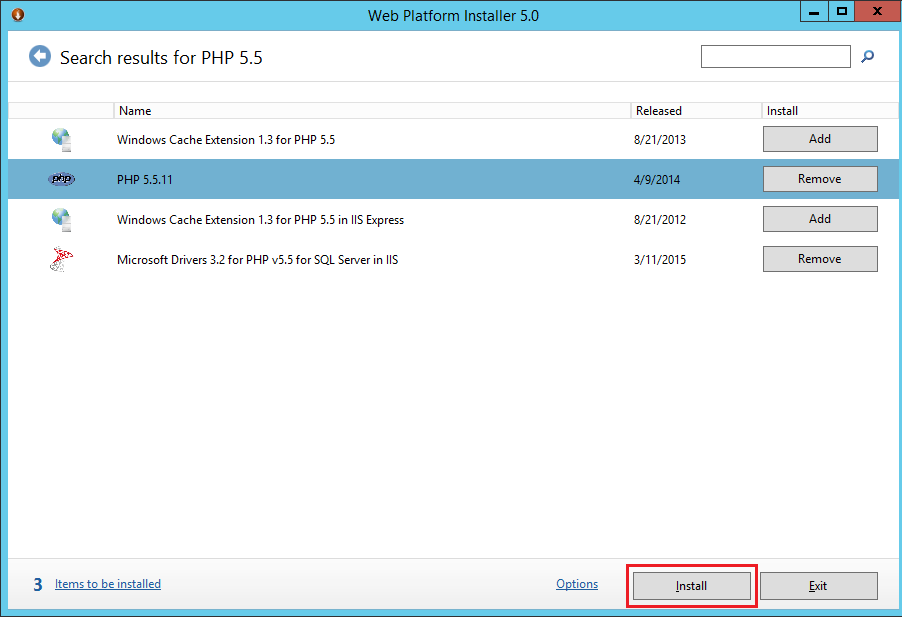 Web Platform Installer 5.0
Search results for PHP 5.5
Name Released Install
Windows Cache Extension 1.3 for PHP 5.5 8/21/2013 Add
php PHP 5.5.11 4/9/2014 Remove
Windows Cache Extension 1.3 for PHP 5.5 in IIS Express 8/21/2012 Add
Microsoft Drivers 3.2 for PHP v5.5 for SQL Server in IIS 3/11/2015 Remove
3 Items to be installed Options Install Exit